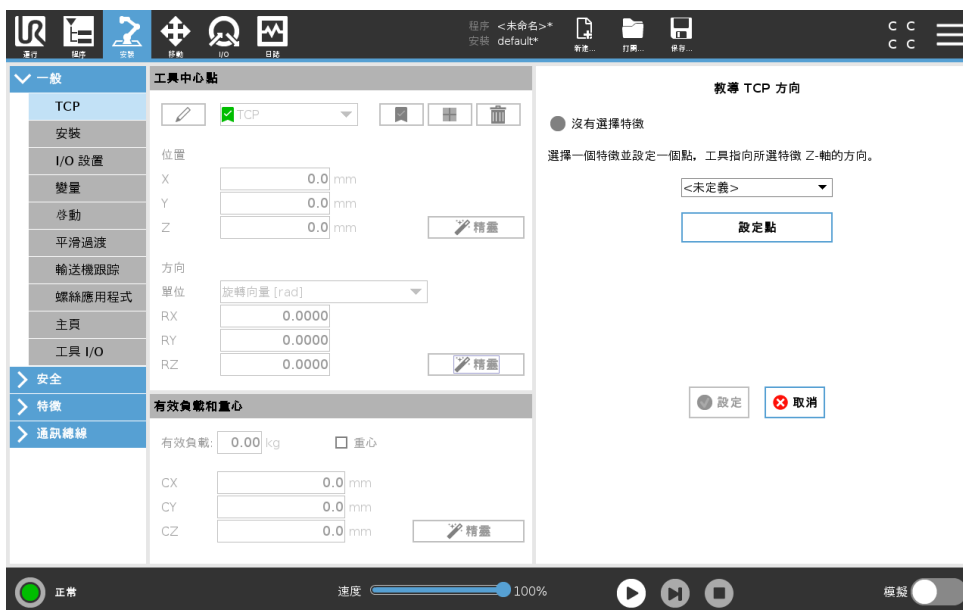 程序 <未命名>*
安裝 default*
C C
C C
運行
程序
安裝
移動
I/O
日誌
新建...
打開...
保存...
一般
TCP
安裝
I/O 設置
變量
啓動
平滑過渡
輸送機跟踪
螺絲應用程式
主頁
工具 I/O
安全
特徵
通訊總線
工具中心點
TCP
位置
X 0.0 mm
Y 0.0 mm
Z 0.0 mm
精靈
方向
單位 旋轉向量 [rad]
RX 0.0000
RY 0.0000
RZ 0.0000
精靈
有效負載和重心
有效負載: 0.00 kg 重心
CX 0.0 mm
CY 0.0 mm
CZ 0.0 mm
精靈
教導 TCP 方向
沒有選擇特徵
選擇一個特徵並設定一個點，工具指向所選特徵 Z-軸的方向。
<未定義>
設定點
設定 取消
正常
速度 100%
模擬